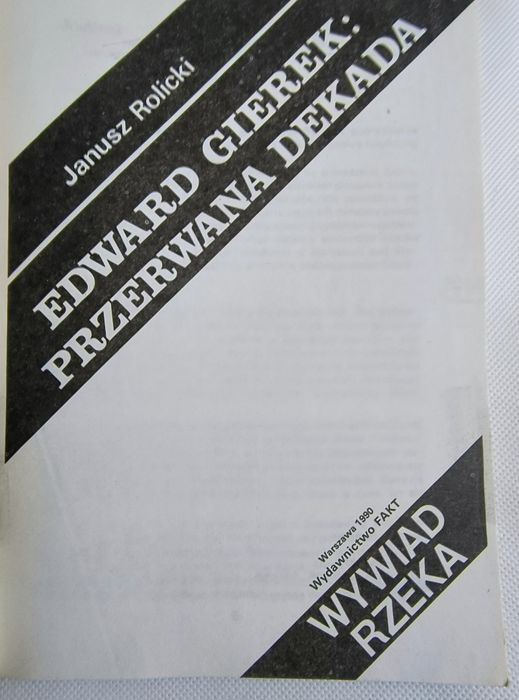 Janusz Rolicki
EDWARD GIEREK:
PRZERWANA DEKADA
Warszawa 1990
Wydawnictwo FAKT
WYWIAD
RZEKA